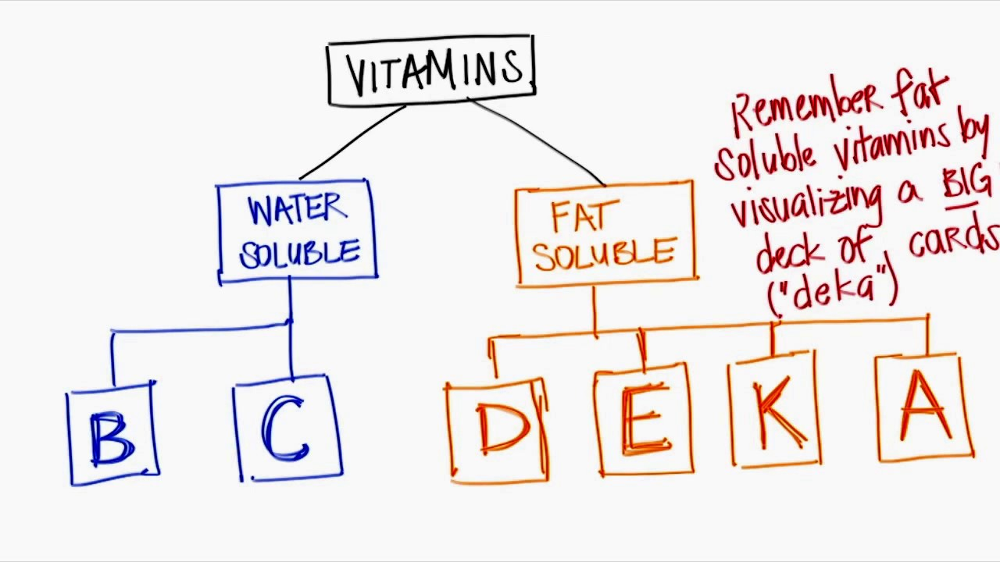 VITAMINS
Remember fat
soluble vitamins by
visualizing a BIG
deck of cards
("deka")
WATER
SOLUBLE
FAT
SOLUBLE
B
C
D
E
K
A